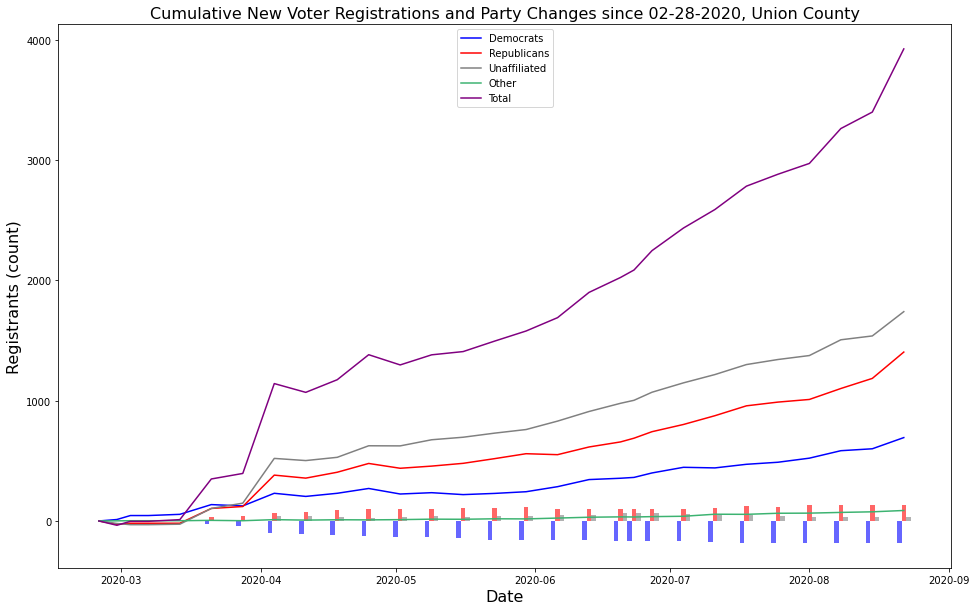 Cumulative New Voter Registrations and Party Changes since 02-28-2020, Union County
Democrats
Republicans
Unaffiliated
Other
Total
Registrants (count)
4000
3000
2000
1000
0
2020-03 2020-04 2020-05 2020-06 2020-07 2020-08 2020-09
Date